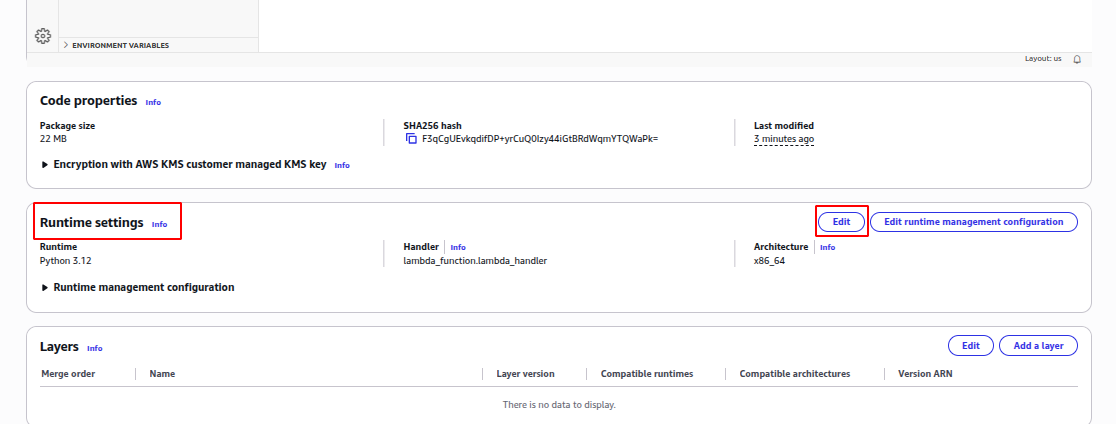 ENVIRONMENT VARIABLES
Layout: us
Code properties Info
Package size SHA256 hash Last modified
22 MB F3qCgUEvkqdifDP+yrCuQ0lzy44iGtBRdWqmYTQWaPk= 3 minutes ago
Encryption with AWS KMS customer managed KMS key Info
Runtime settings Info Edit Edit runtime management configuration
Runtime Handler Info Architecture Info
Python 3.12 lambda_function.lambda_handler x86_64
Runtime management configuration
Layers Info Edit Add a layer
Merge order Name Layer version Compatible runtimes Compatible architectures Version ARN
There is no data to display.